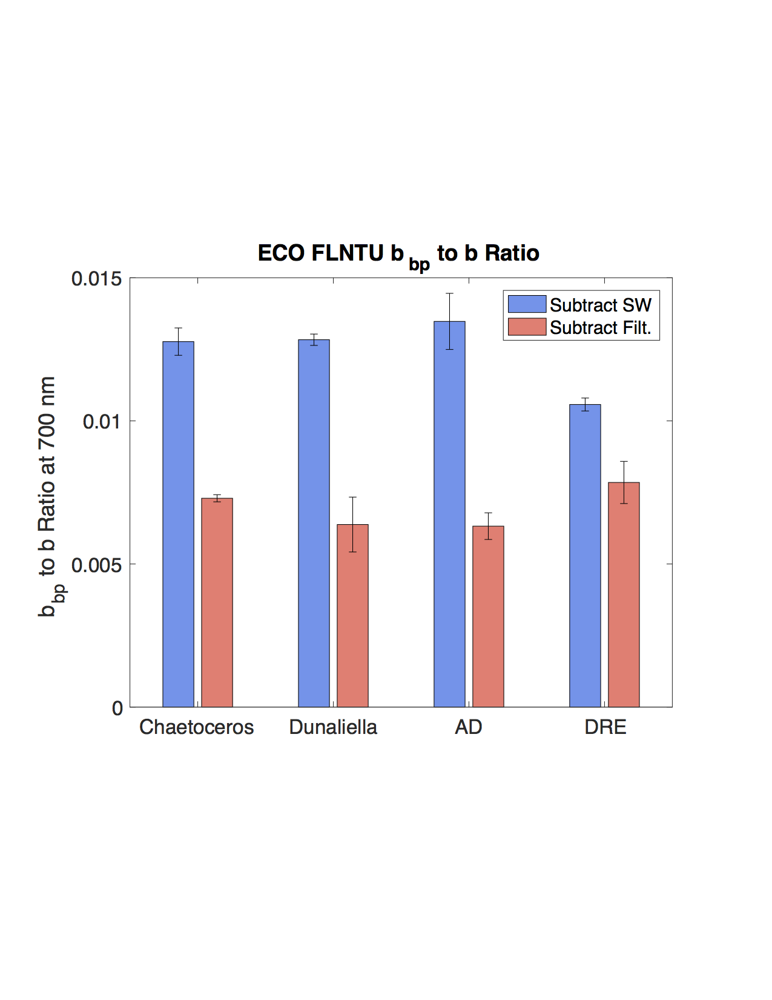 ECO FLNTU b bp to b Ratio
Subtract SW
Subtract Filt.
0.015
0.01
0.005
0
bbp to b Ratio at 700 nm
Chaetoceros Dunaliella AD DRE